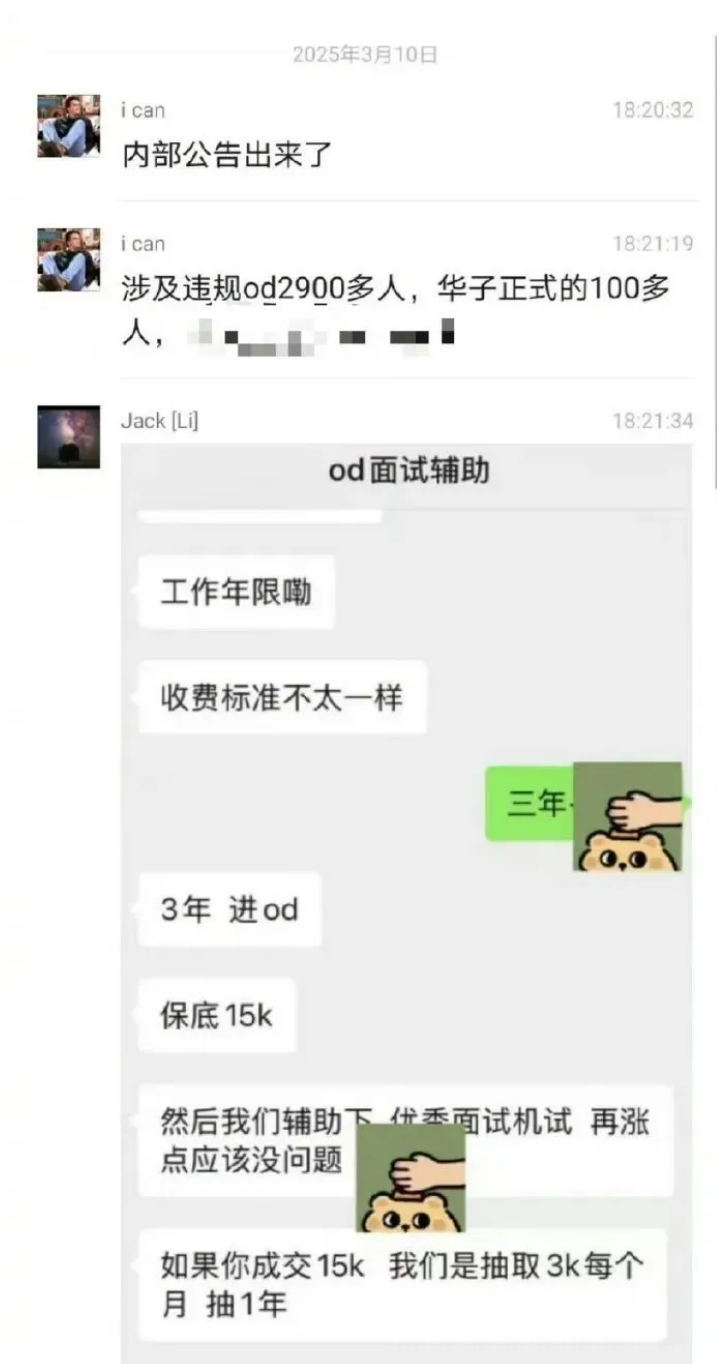 2025年3月10日
i can 18:20:32
内部公告出来了
i can 18:21:19
涉及违规od2900多人，华子正式的100多
人，
Jack [Li] 18:21:34
od面试辅助
工作年限嘞
收费标准不太一样
三年
3年 进od
保底15k
然后我们辅助下 优秀面试机试 再涨
点应该没问题
如果你成交15k 我们是抽取3k每个
月 抽1年